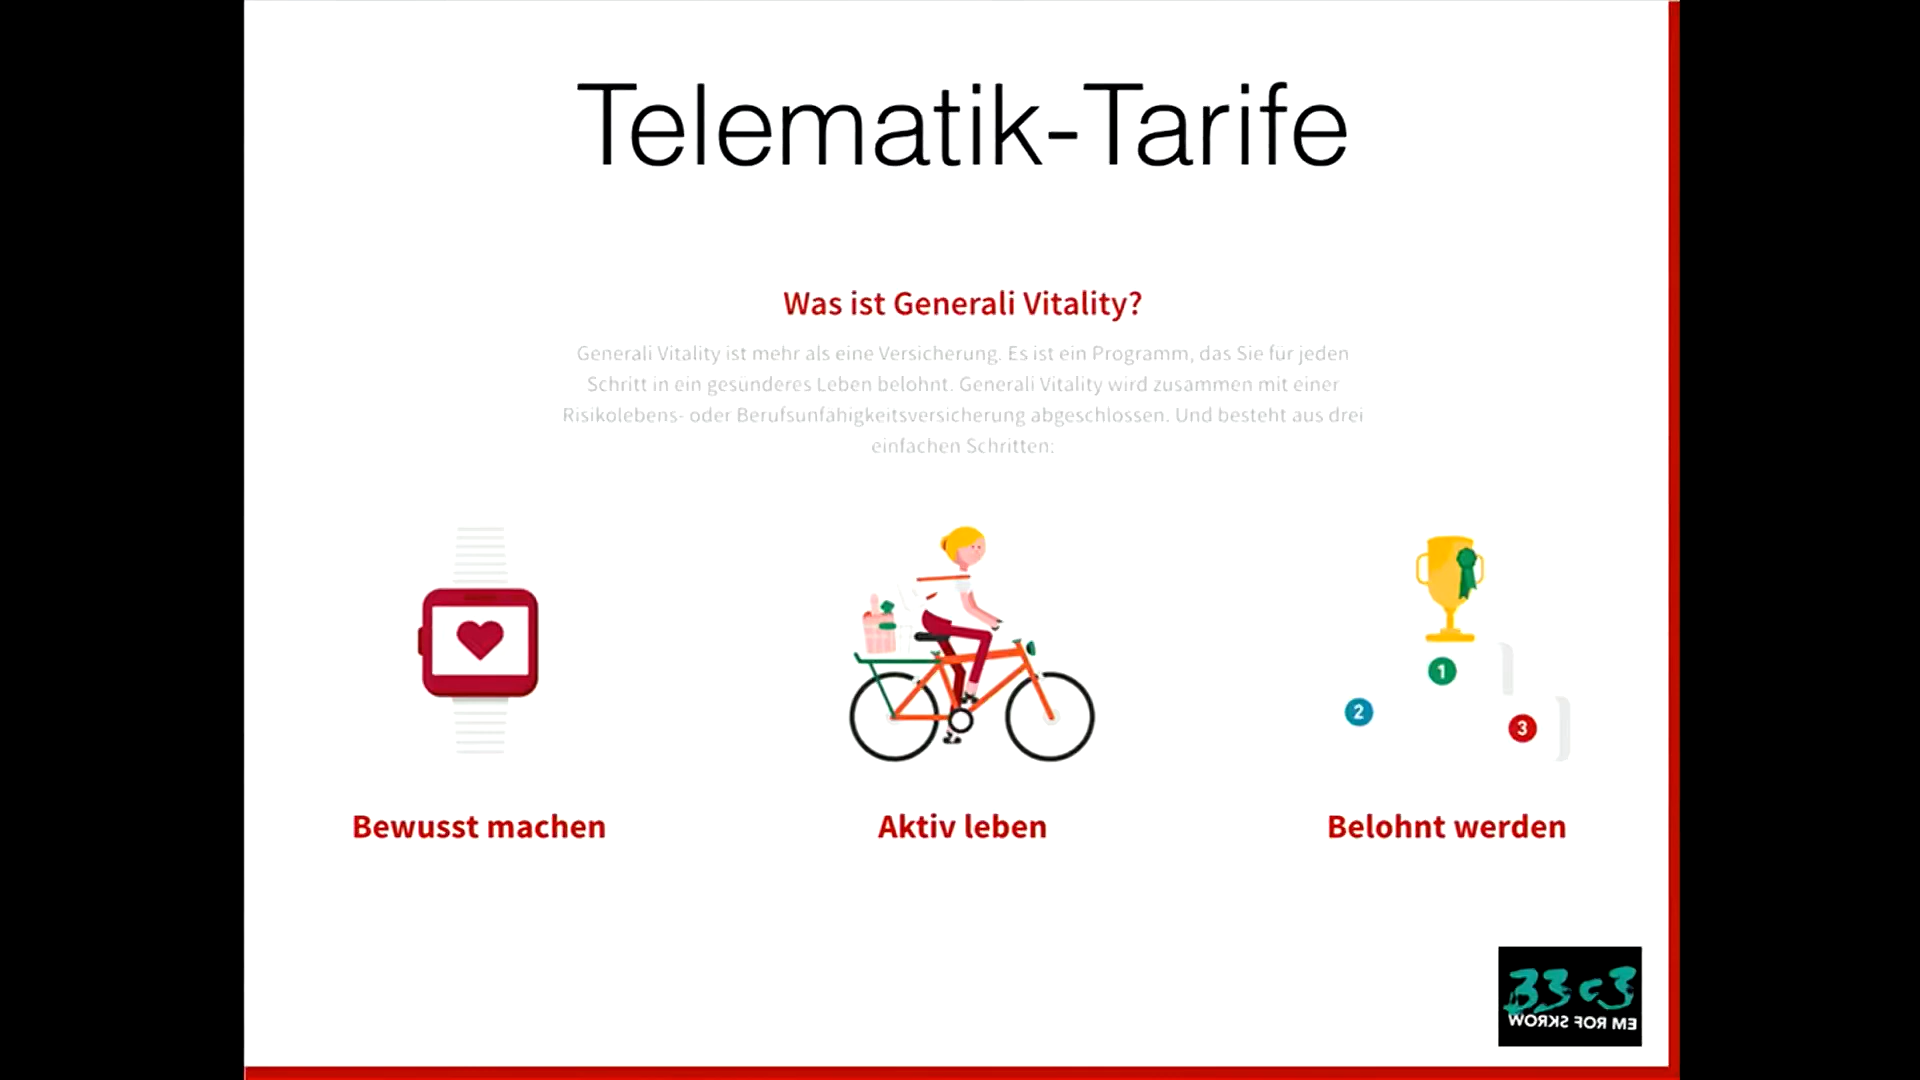 Telematik-Tarife
Was ist Generali Vitality?
Generali Vitality ist mehr als eine Versicherung. Es ist ein Programm, das Sie für jeden
Schritt in ein gesünderes Leben belohnt. Generali Vitality wird zusammen mit einer
Risikolebens- oder Berufsunfähigkeitsversicherung abgeschlossen. Und besteht aus drei
einfachen Schritten:
1
2
3
Bewusst machen
Aktiv leben
Belohnt werden
33c3
WORKS FOR ME